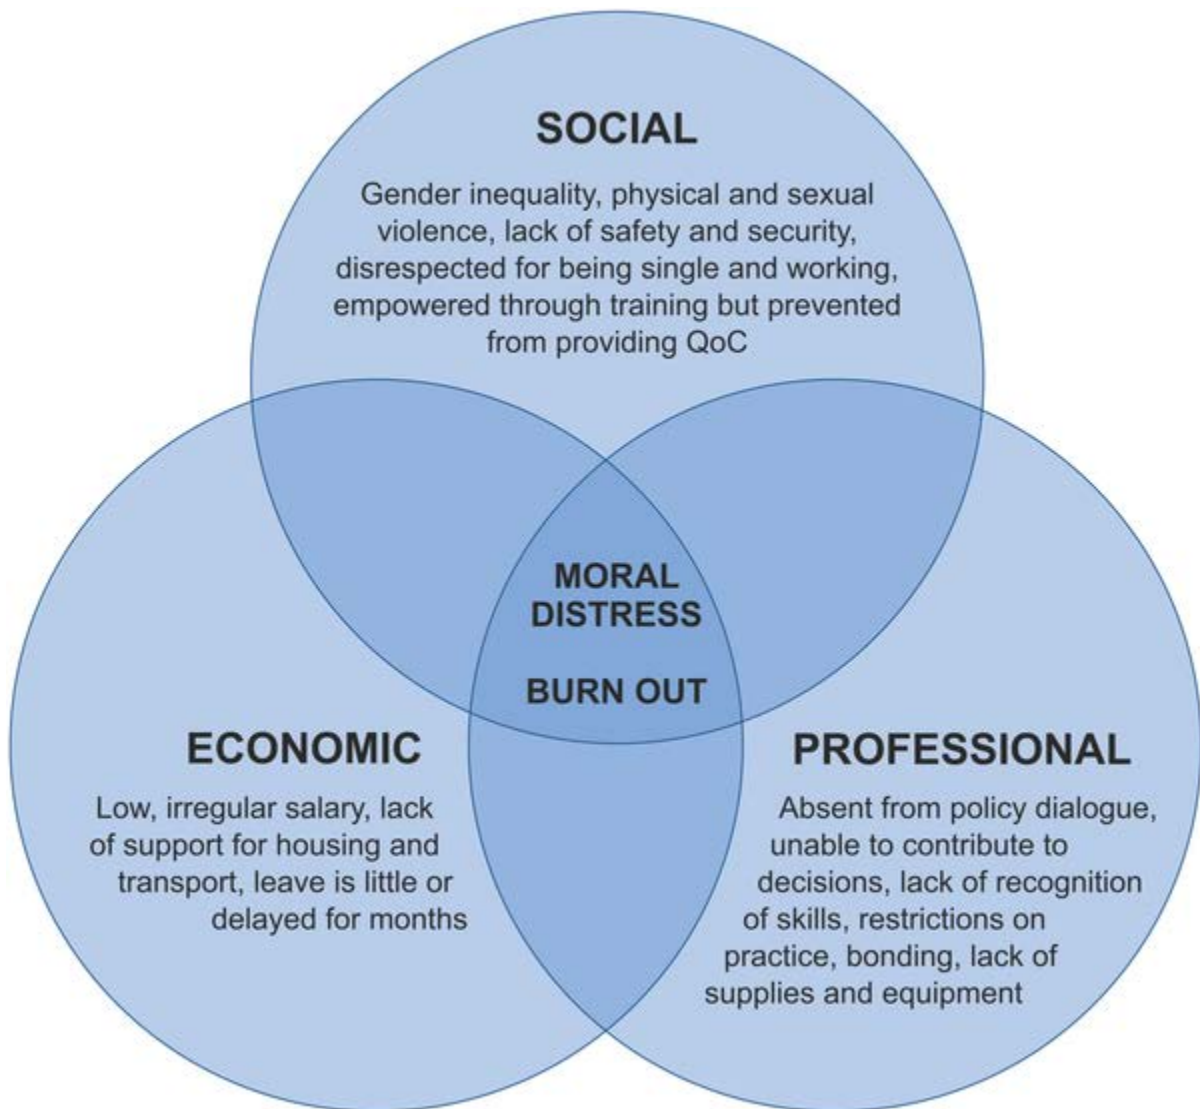 SOCIAL
Gender inequality, physical and sexual
violence, lack of safety and security,
disrespected for being single and working,
empowered through training but prevented
from providing QoC
MORAL
DISTRESS
BURN OUT
ECONOMIC
Low, irregular salary, lack
of support for housing and
transport, leave is little or
delayed for months
PROFESSIONAL
Absent from policy dialogue,
unable to contribute to
decisions, lack of recognition
of skills, restrictions on
practice, bonding, lack of
supplies and equipment